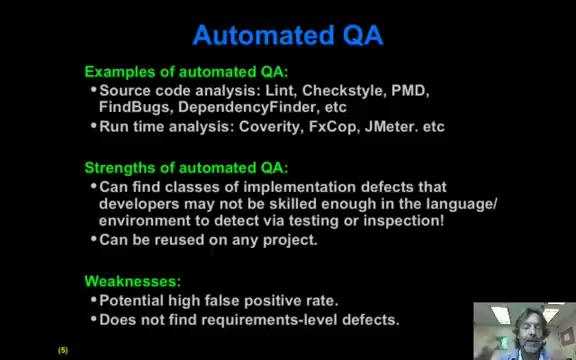 Automated QA
Examples of automated QA:
• Source code analysis: Lint, Checkstyle, PMD,
FindBugs, DependencyFinder, etc
• Run time analysis: Coverity, FxCop, JMeter. etc
Strengths of automated QA:
• Can find classes of implementation defects that
developers may not be skilled enough in the language/
environment to detect via testing or inspection!
• Can be reused on any project.
Weaknesses:
• Potential high false positive rate.
• Does not find requirements-level defects.
(5)